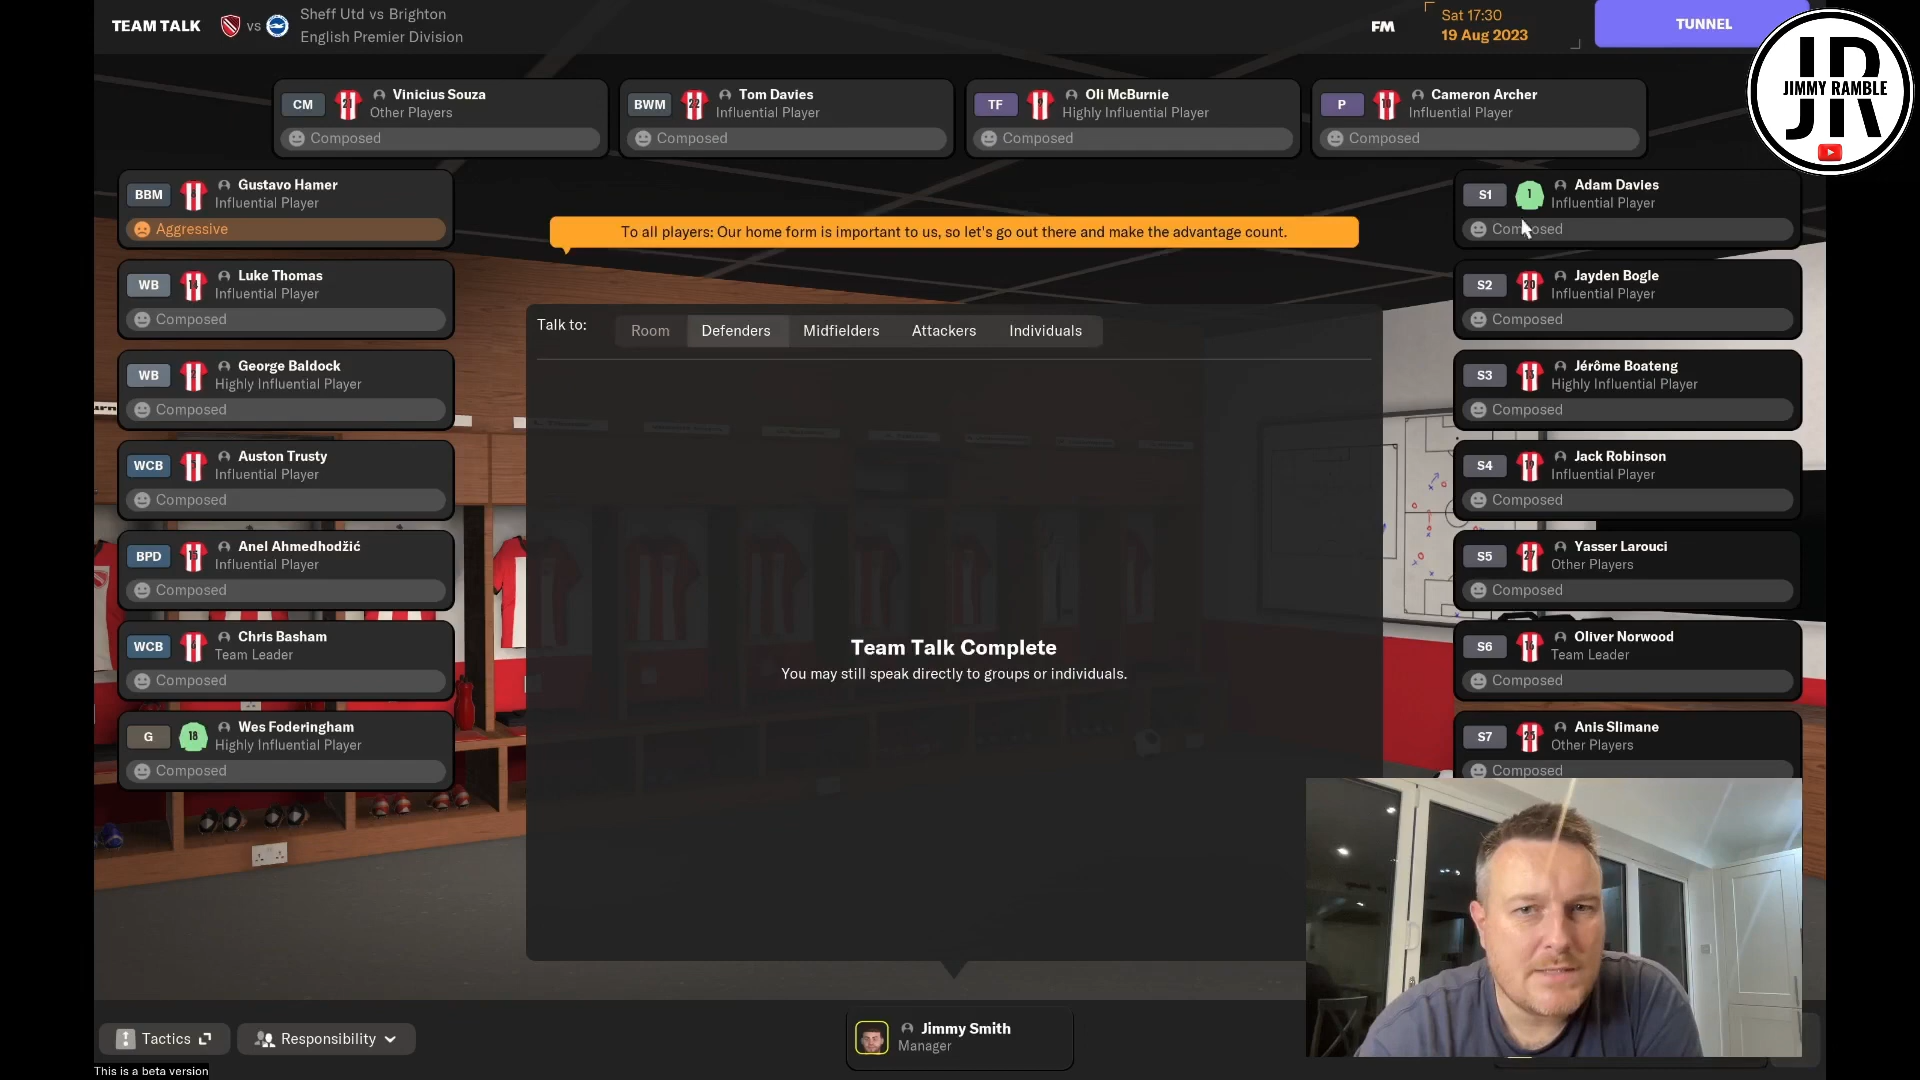 TEAM TALK
vs
Sheff Utd vs Brighton
English Premier Division
FM
Sat 17:30
19 Aug 2023
TUNNEL
JR
JIMMY RAMBLE
CM
Vinicius Souza
Other Players
Composed
BWM
Tom Davies
Influential Player
Composed
TF
Oli McBurnie
Highly Influential Player
Composed
P
Cameron Archer
Influential Player
Composed
BBM
Gustavo Hamer
Influential Player
Aggressive
WB
Luke Thomas
Influential Player
Composed
WB
George Baldock
Highly Influential Player
Composed
WCB
Auston Trusty
Influential Player
Composed
BPD
Anel Ahmedhodžić
Influential Player
Composed
WCB
Chris Basham
Team Leader
Composed
G
18
Wes Foderingham
Highly Influential Player
Composed
To all players: Our home form is important to us, so let's go out there and make the advantage count.
Talk to:
Room
Defenders
Midfielders
Attackers
Individuals
Team Talk Complete
You may still speak directly to groups or individuals.
S1
1
Adam Davies
Influential Player
Composed
S2
20
Jayden Bogle
Influential Player
Composed
S3
Jérôme Boateng
Highly Influential Player
Composed
S4
Jack Robinson
Influential Player
Composed
S5
Yasser Larouci
Other Players
Composed
S6
Oliver Norwood
Team Leader
Composed
S7
Anis Slimane
Other Players
Composed
Tactics
Responsibility
Jimmy Smith
Manager
This is a beta version